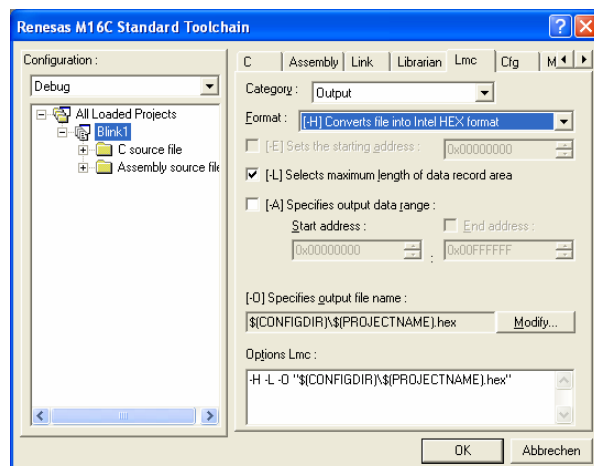 Renesas M16C Standard Toolchain
Configuration :
Debug
All Loaded Projects
Blink1
C source file
Assembly source file
C Assembly Link Librarian Lmc Cfg M
Category: Output
Format : [-H] Converts file into Intel HEX format
[-E] Sets the starting address : 0x00000000
[-L] Selects maximum length of data record area
[-A] Specifies output data range :
Start address : End address :
0x00000000 : 0x00FFFFFF
[-O] Specifies output file name :
$(CONFIGDIR)\$(PROJECTNAME).hex Modify...
Options Lmc :
-H -L -O "$(CONFIGDIR)\$(PROJECTNAME).hex"
OK Abbrechen